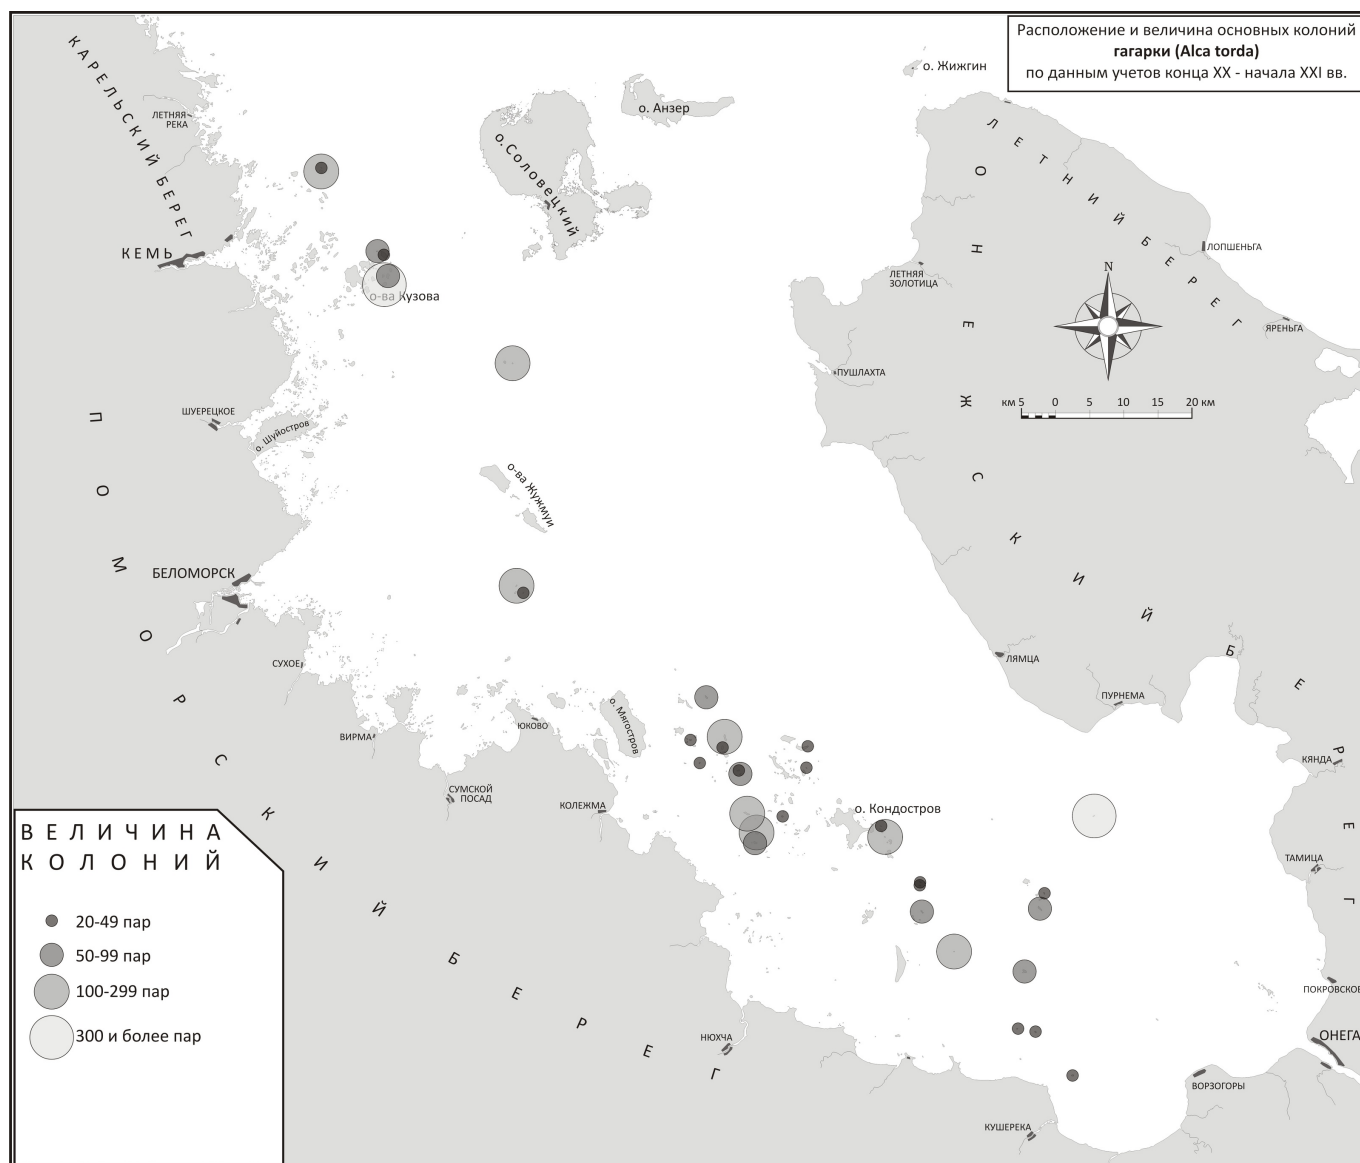 Расположение и величина основных колоний
гагарки (Alca torda)
по данным учетов конца XX - начала XXI вв.
КАРЕЛЬСКИЙ БЕРЕГ
ЛЕТНЯЯ
РЕКА
КЕМЬ
о. Соловецкий
о. Анзер
о. Жижгин
ЛЕТНИЙ БЕРЕГ
ОНЕЖСКИЙ БЕРЕГ
ЛОПШЕНЬГА
ЛЕТНЯЯ
ЗОЛОТИЦА
N
ЯРЕНЬГА
о-ва Кузова
ПУШЛАХТА
км 5 0 5 10 15 20 км
ПОМОРСКИЙ БЕРЕГ
ШУЕРЕЦКОЕ
о. Шуйостров
о-ва Жужмуи
БЕЛОМОРСК
СУХОЕ
ЛЯМЦА
ПУРНЕМА
ВИРМА
ЮКОВО
о. Мягостров
КЯНДА
СУМСКОЙ
ПОСАД
КОЛЕЖМА
о. Кондостров
ТАМИЦА
ПОКРОВСКОЕ
НЮХЧА
ОНЕГА
ВОРЗОГОРЫ
КУШЕРЕКА
ВЕЛИЧИНА
КОЛОНИЙ
20-49 пар
50-99 пар
100-299 пар
300 и более пар